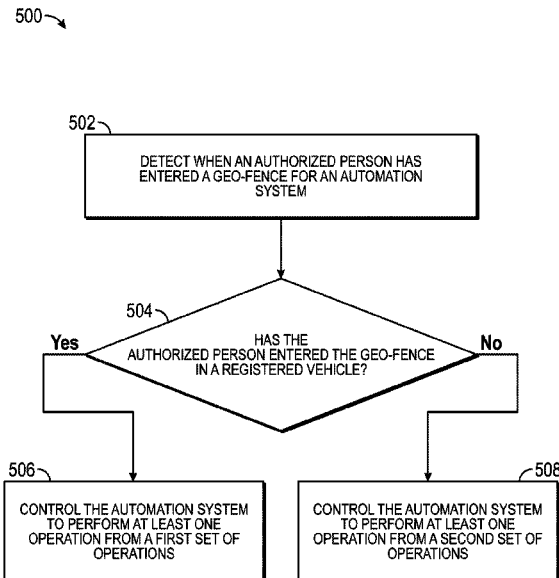 500
502
DETECT WHEN AN AUTHORIZED PERSON HAS
ENTERED A GEO-FENCE FOR AN AUTOMATION
SYSTEM
504
Yes
HAS THE
AUTHORIZED PERSON ENTERED THE GEO-FENCE
IN A REGISTERED VEHICLE?
No
506
CONTROL THE AUTOMATION SYSTEM
TO PERFORM AT LEAST ONE
OPERATION FROM A FIRST SET OF
OPERATIONS
508
CONTROL THE AUTOMATION SYSTEM
TO PERFORM AT LEAST ONE
OPERATION FROM A SECOND SET OF
OPERATIONS